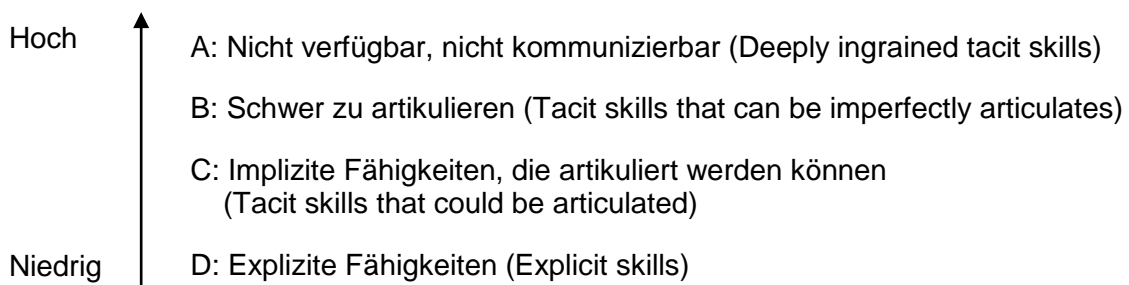 Hoch
A: Nicht verfügbar, nicht kommunizierbar (Deeply ingrained tacit skills)
B: Schwer zu artikulieren (Tacit skills that can be imperfectly articulates)
C: Implizite Fähigkeiten, die artikuliert werden können
(Tacit skills that could be articulated)
Niedrig
D: Explizite Fähigkeiten (Explicit skills)